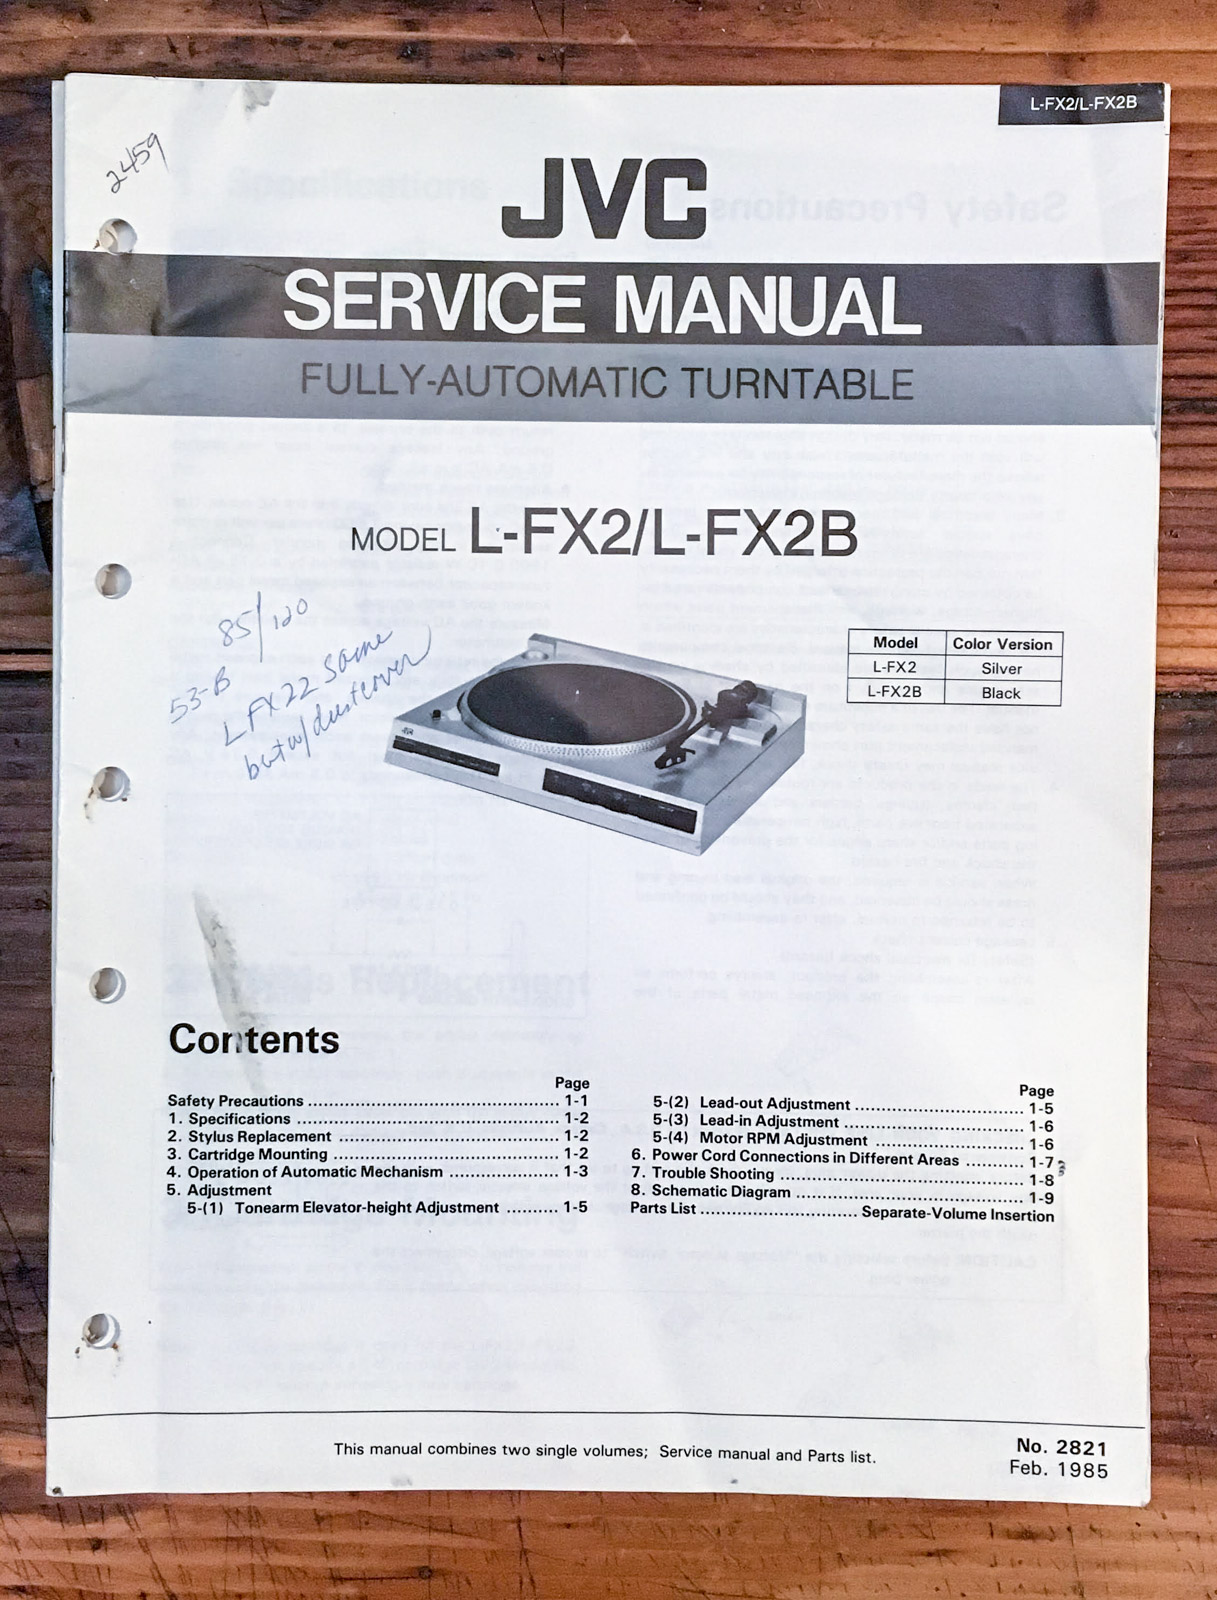 L-FX2/L-FX2B
2459
JVC
SERVICE MANUAL
FULLY-AUTOMATIC TURNTABLE
MODEL L-FX2/L-FX2B
85/120
53-B
LFX22 same
but w/dustcover
Model Color Version
L-FX2 Silver
L-FX2B Black
JVC
Contents
Page
Safety Precautions ................................................ 1-1
1. Specifications .................................................. 1-2
2. Stylus Replacement .......................................... 1-2
3. Cartridge Mounting ........................................... 1-2
4. Operation of Automatic Mechanism 1-3
5. Adjustment
5-(1) Tonearm Elevator-height Adjustment .......... 1-5
Page
5-(2) Lead-out Adjustment ................................ 1-5
5-(3) Lead-in Adjustment .................................. 1-6
5-(4) Motor RPM Adjustment ............................ 1-6
6. Power Cord Connections in Different Areas ............ 1-7
7. Trouble Shooting .............................................. 1-8
8. Schematic Diagram ........................................... 1-9
Parts List .............................. Separate-Volume Insertion
This manual combines two single volumes; Service manual and Parts list.
No. 2821
Feb. 1985